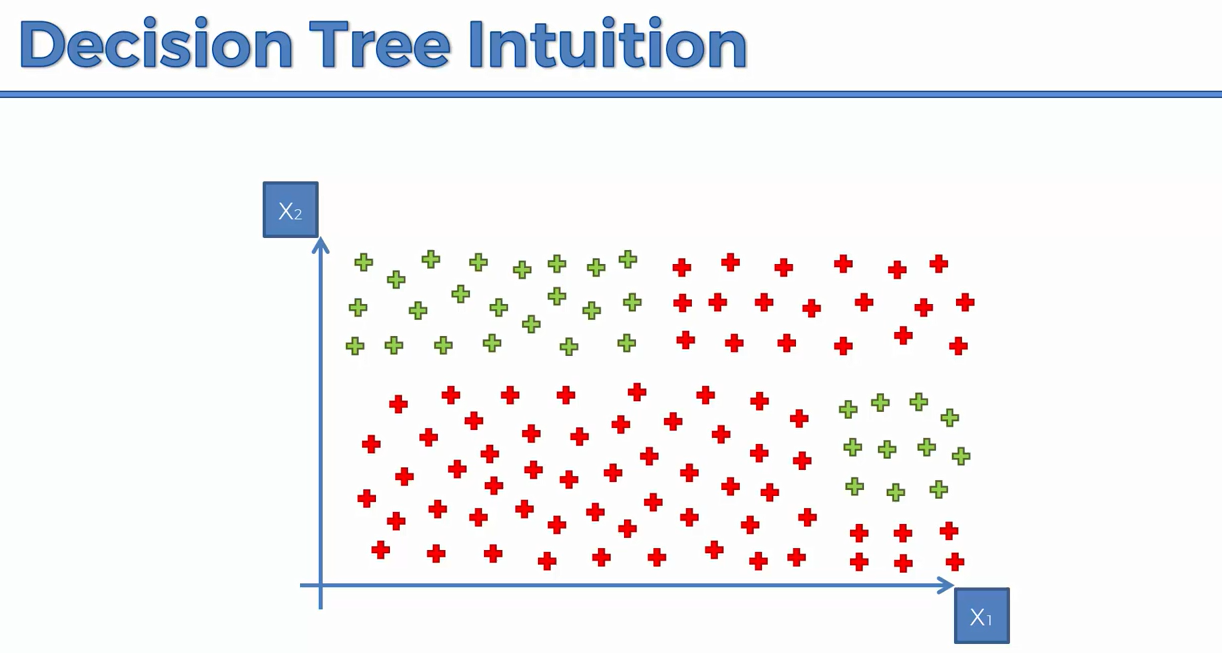 Decision Tree Intuition
X₂
X₁